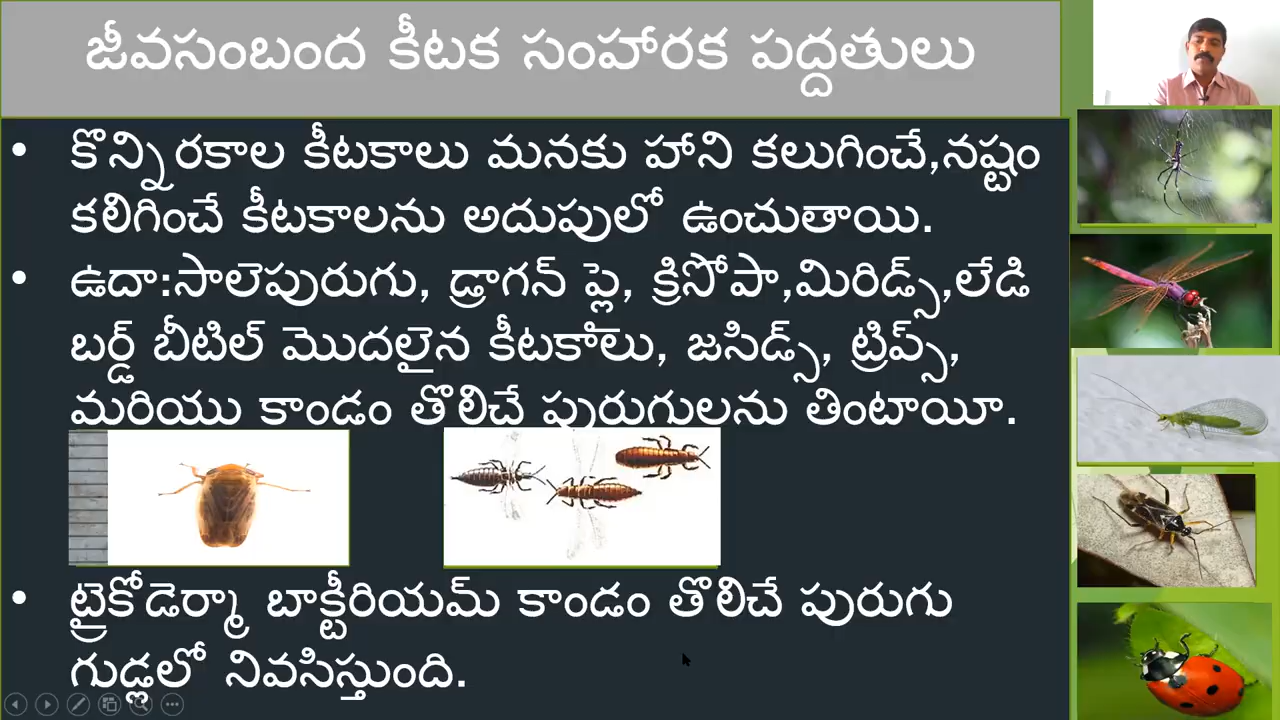 జీవసంబంద కీటక సంహారక పద్దతులు
• కొన్నిరకాల కీటకాలు మనకు హాని కలుగించే,నష్టం
కలిగించే కీటకాలను అదుపులో ఉంచుతాయి.
• ఉదా:సాలెపురుగు, డ్రాగన్ ప్లై, క్రిసోపా,మిరిడ్స్,లేడి
బర్డ్ బీటిల్ మొదలైన కీటకాలు, జసిడ్స్, ట్రిప్స్,
మరియు కాండం తొలిచే పురుగులను తింటాయీ.
• ట్రైకోడెర్మా బాక్టీరియమ్ కాండం తొలిచే పురుగు
గుడ్లలో నివసిస్తుంది.